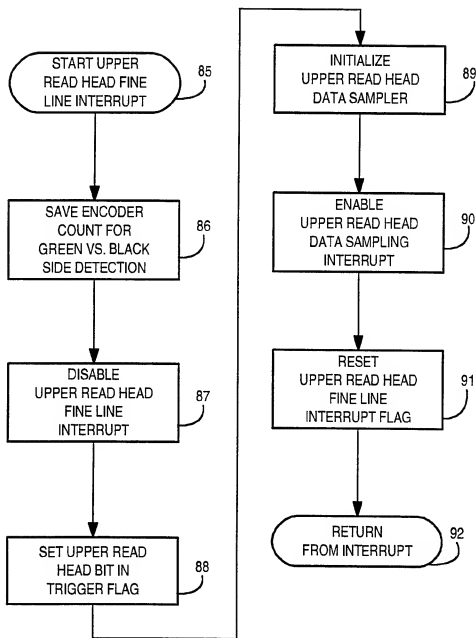 START UPPER
READ HEAD FINE
LINE INTERRUPT
85
SAVE ENCODER
COUNT FOR
GREEN VS. BLACK
SIDE DETECTION
86
DISABLE
UPPER READ HEAD
FINE LINE
INTERRUPT
87
SET UPPER READ
HEAD BIT IN
TRIGGER FLAG
88
INITIALIZE
UPPER READ HEAD
DATA SAMPLER
89
ENABLE
UPPER READ HEAD
DATA SAMPLING
INTERRUPT
90
RESET
UPPER READ HEAD
FINE LINE
INTERRUPT FLAG
91
RETURN
FROM INTERRUPT
92